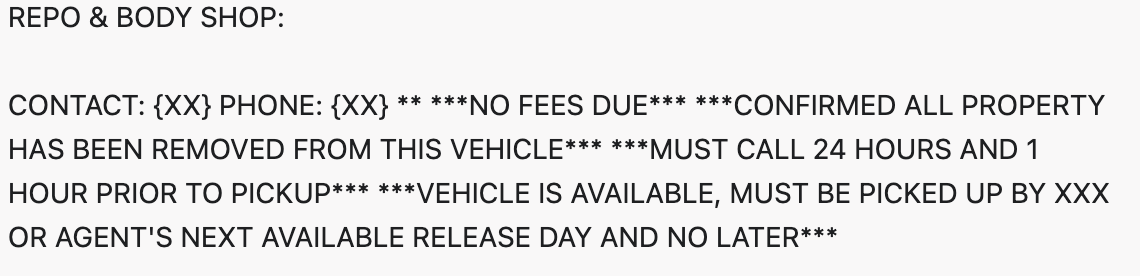 REPO & BODY SHOP:
CONTACT: {XX} PHONE: {XX} ** ***NO FEES DUE*** ***CONFIRMED ALL PROPERTY
HAS BEEN REMOVED FROM THIS VEHICLE*** ***MUST CALL 24 HOURS AND 1
HOUR PRIOR TO PICKUP*** ***VEHICLE IS AVAILABLE, MUST BE PICKED UP BY XXX
OR AGENT'S NEXT AVAILABLE RELEASE DAY AND NO LATER***